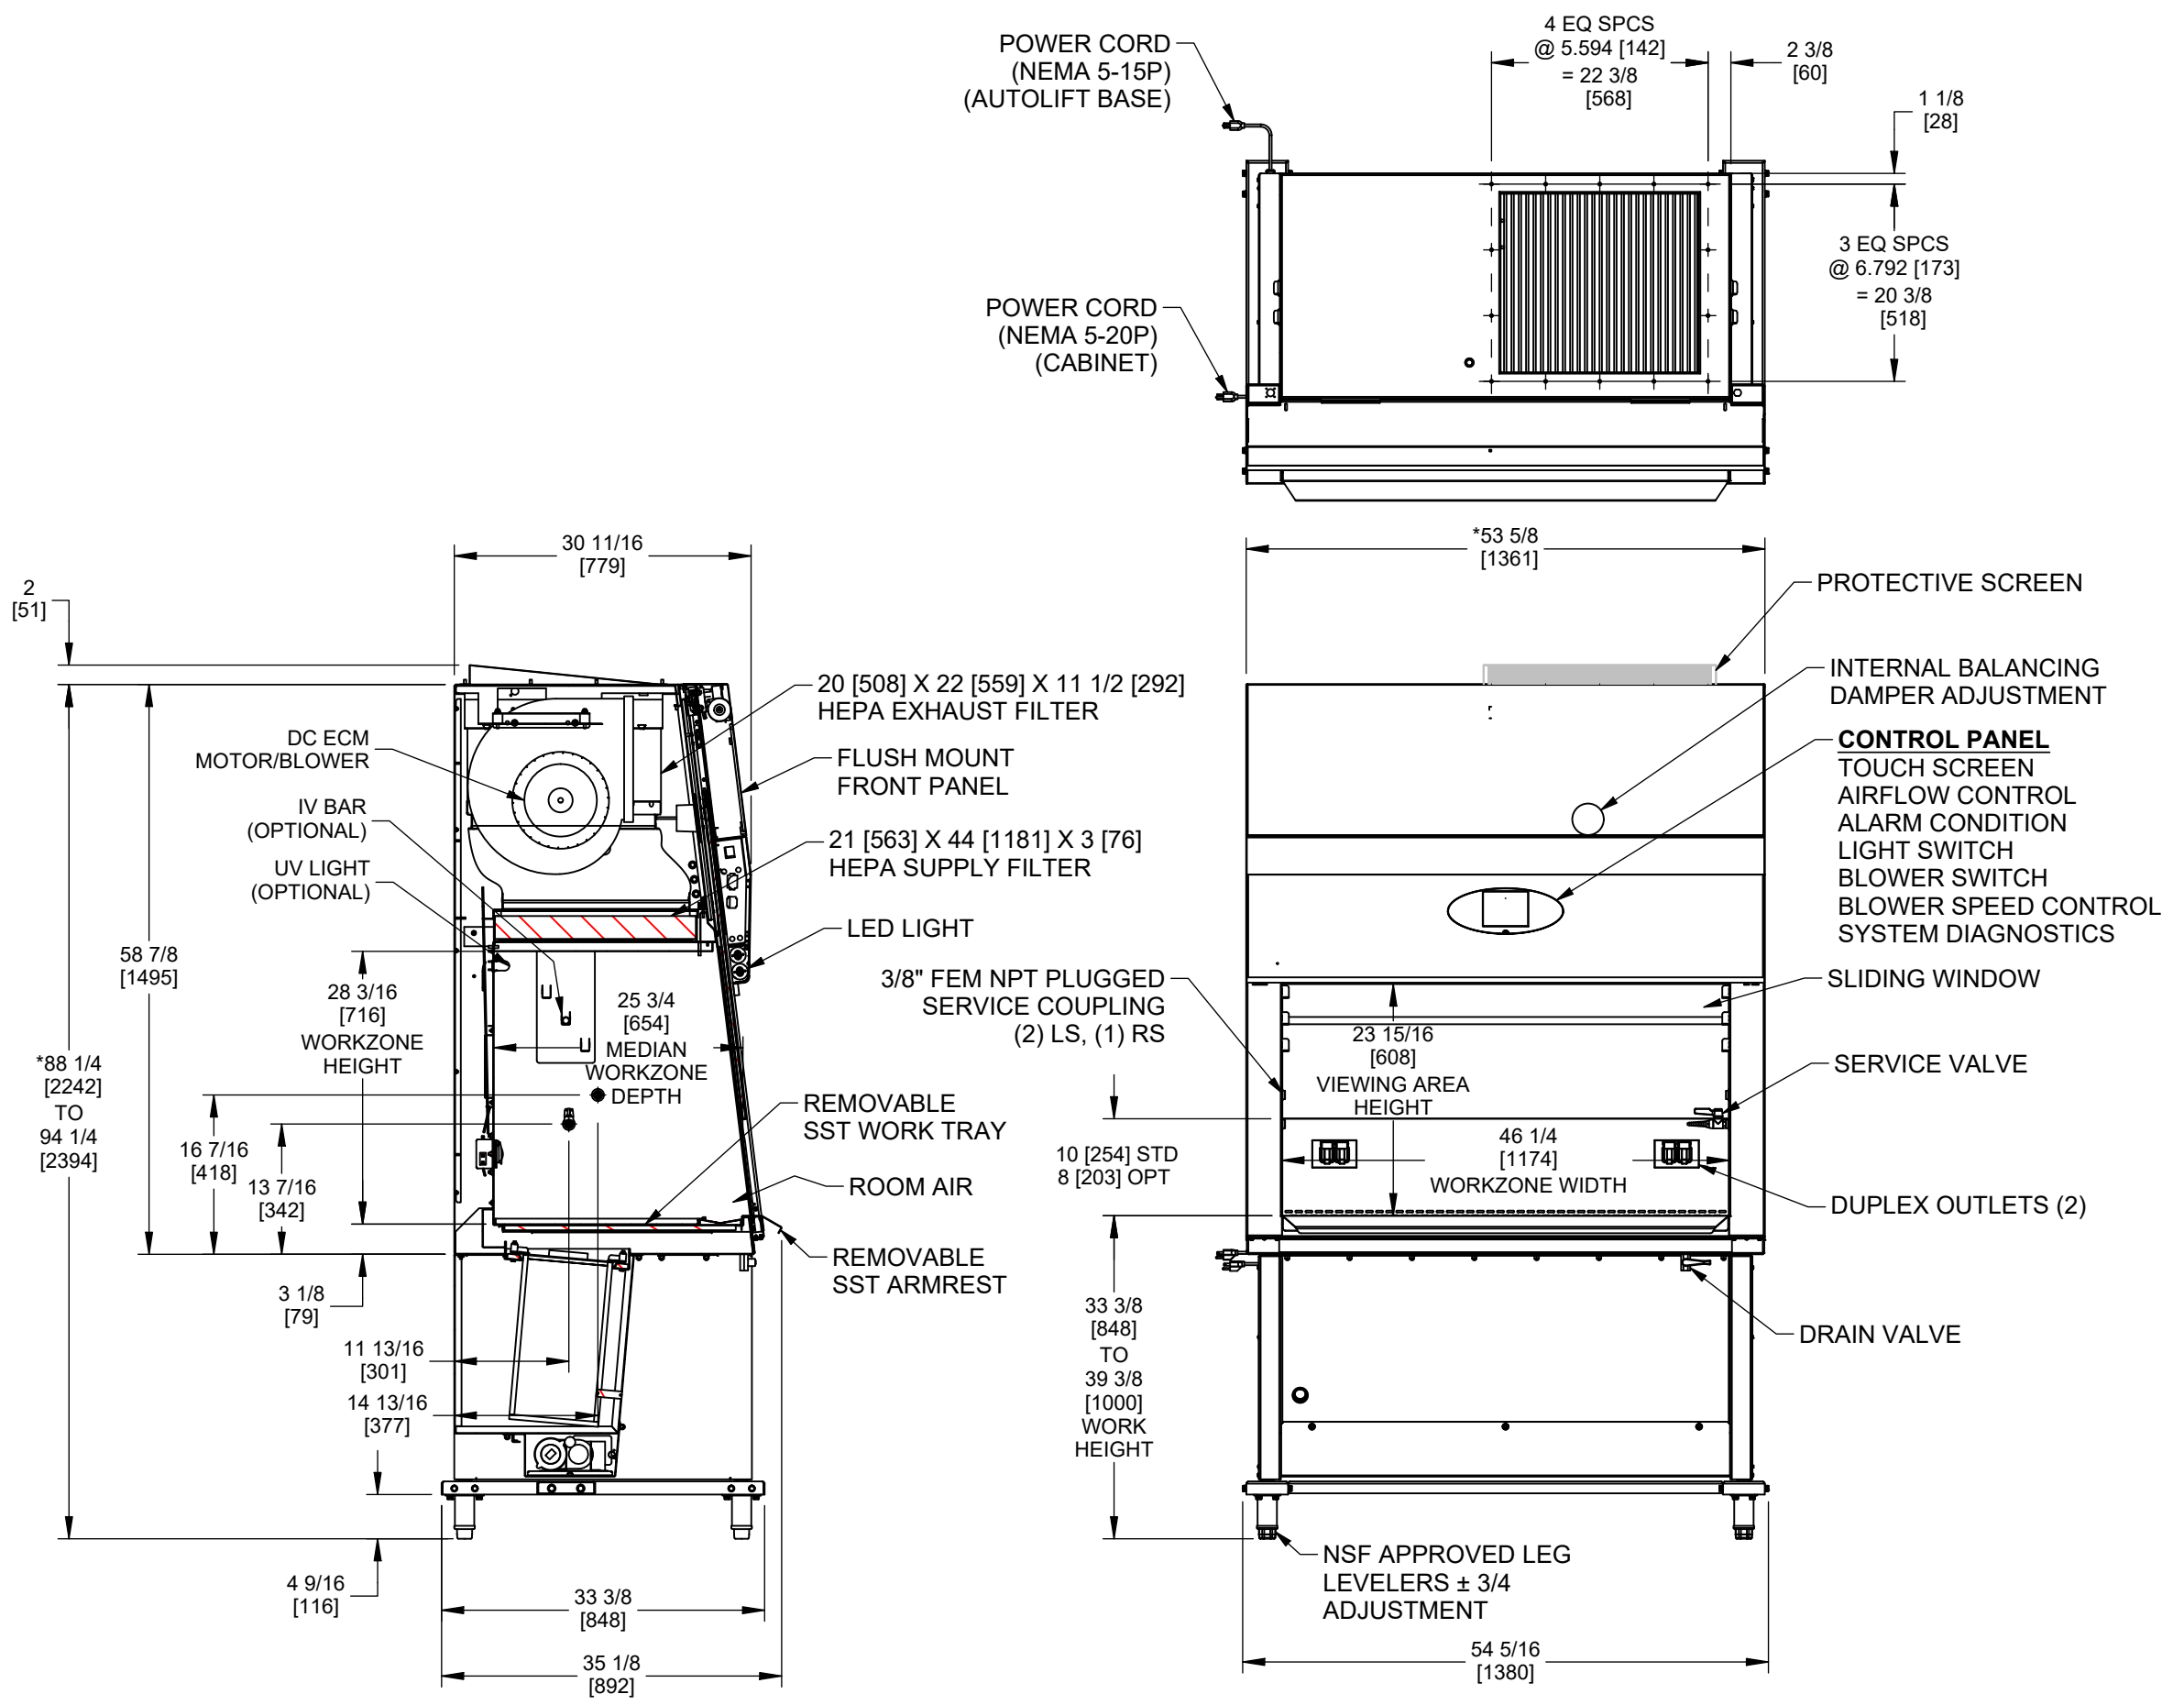 POWER CORD
(NEMA 5-15P)
(AUTOLIFT BASE)
4 EQ SPCS
@ 5.594 [142]
= 22 3/8
[568]
2 3/8
[60]
1 1/8
[28]
3 EQ SPCS
@ 6.792 [173]
= 20 3/8
[518]
POWER CORD
(NEMA 5-20P)
(CABINET)
30 11/16
[779]
2
[51]
20 [508] X 22 [559] X 11 1/2 [292]
HEPA EXHAUST FILTER
DC ECM
MOTOR/BLOWER
FLUSH MOUNT
FRONT PANEL
IV BAR
(OPTIONAL)
21 [563] X 44 [1181] X 3 [76]
HEPA SUPPLY FILTER
UV LIGHT
(OPTIONAL)
LED LIGHT
58 7/8
[1495]
28 3/16
[716]
WORKZONE
HEIGHT
25 3/4
[654]
MEDIAN
WORKZONE
DEPTH
*88 1/4
[2242]
TO
94 1/4
[2394]
16 7/16
[418]
13 7/16
[342]
REMOVABLE
SST WORK TRAY
ROOM AIR
REMOVABLE
SST ARMREST
3 1/8
[79]
11 13/16
[301]
14 13/16
[377]
4 9/16
[116]
33 3/8
[848]
35 1/8
[892]
*53 5/8
[1361]
PROTECTIVE SCREEN
INTERNAL BALANCING
DAMPER ADJUSTMENT
CONTROL PANEL
TOUCH SCREEN
AIRFLOW CONTROL
ALARM CONDITION
LIGHT SWITCH
BLOWER SWITCH
BLOWER SPEED CONTROL
SYSTEM DIAGNOSTICS
3/8" FEM NPT PLUGGED
SERVICE COUPLING
(2) LS, (1) RS
SLIDING WINDOW
23 15/16
[608]
VIEWING AREA
HEIGHT
SERVICE VALVE
10 [254] STD
8 [203] OPT
46 1/4
[1174]
WORKZONE WIDTH
DUPLEX OUTLETS (2)
33 3/8
[848]
TO
39 3/8
[1000]
WORK
HEIGHT
DRAIN VALVE
NSF APPROVED LEG
LEVELERS ± 3/4
ADJUSTMENT
54 5/16
[1380]